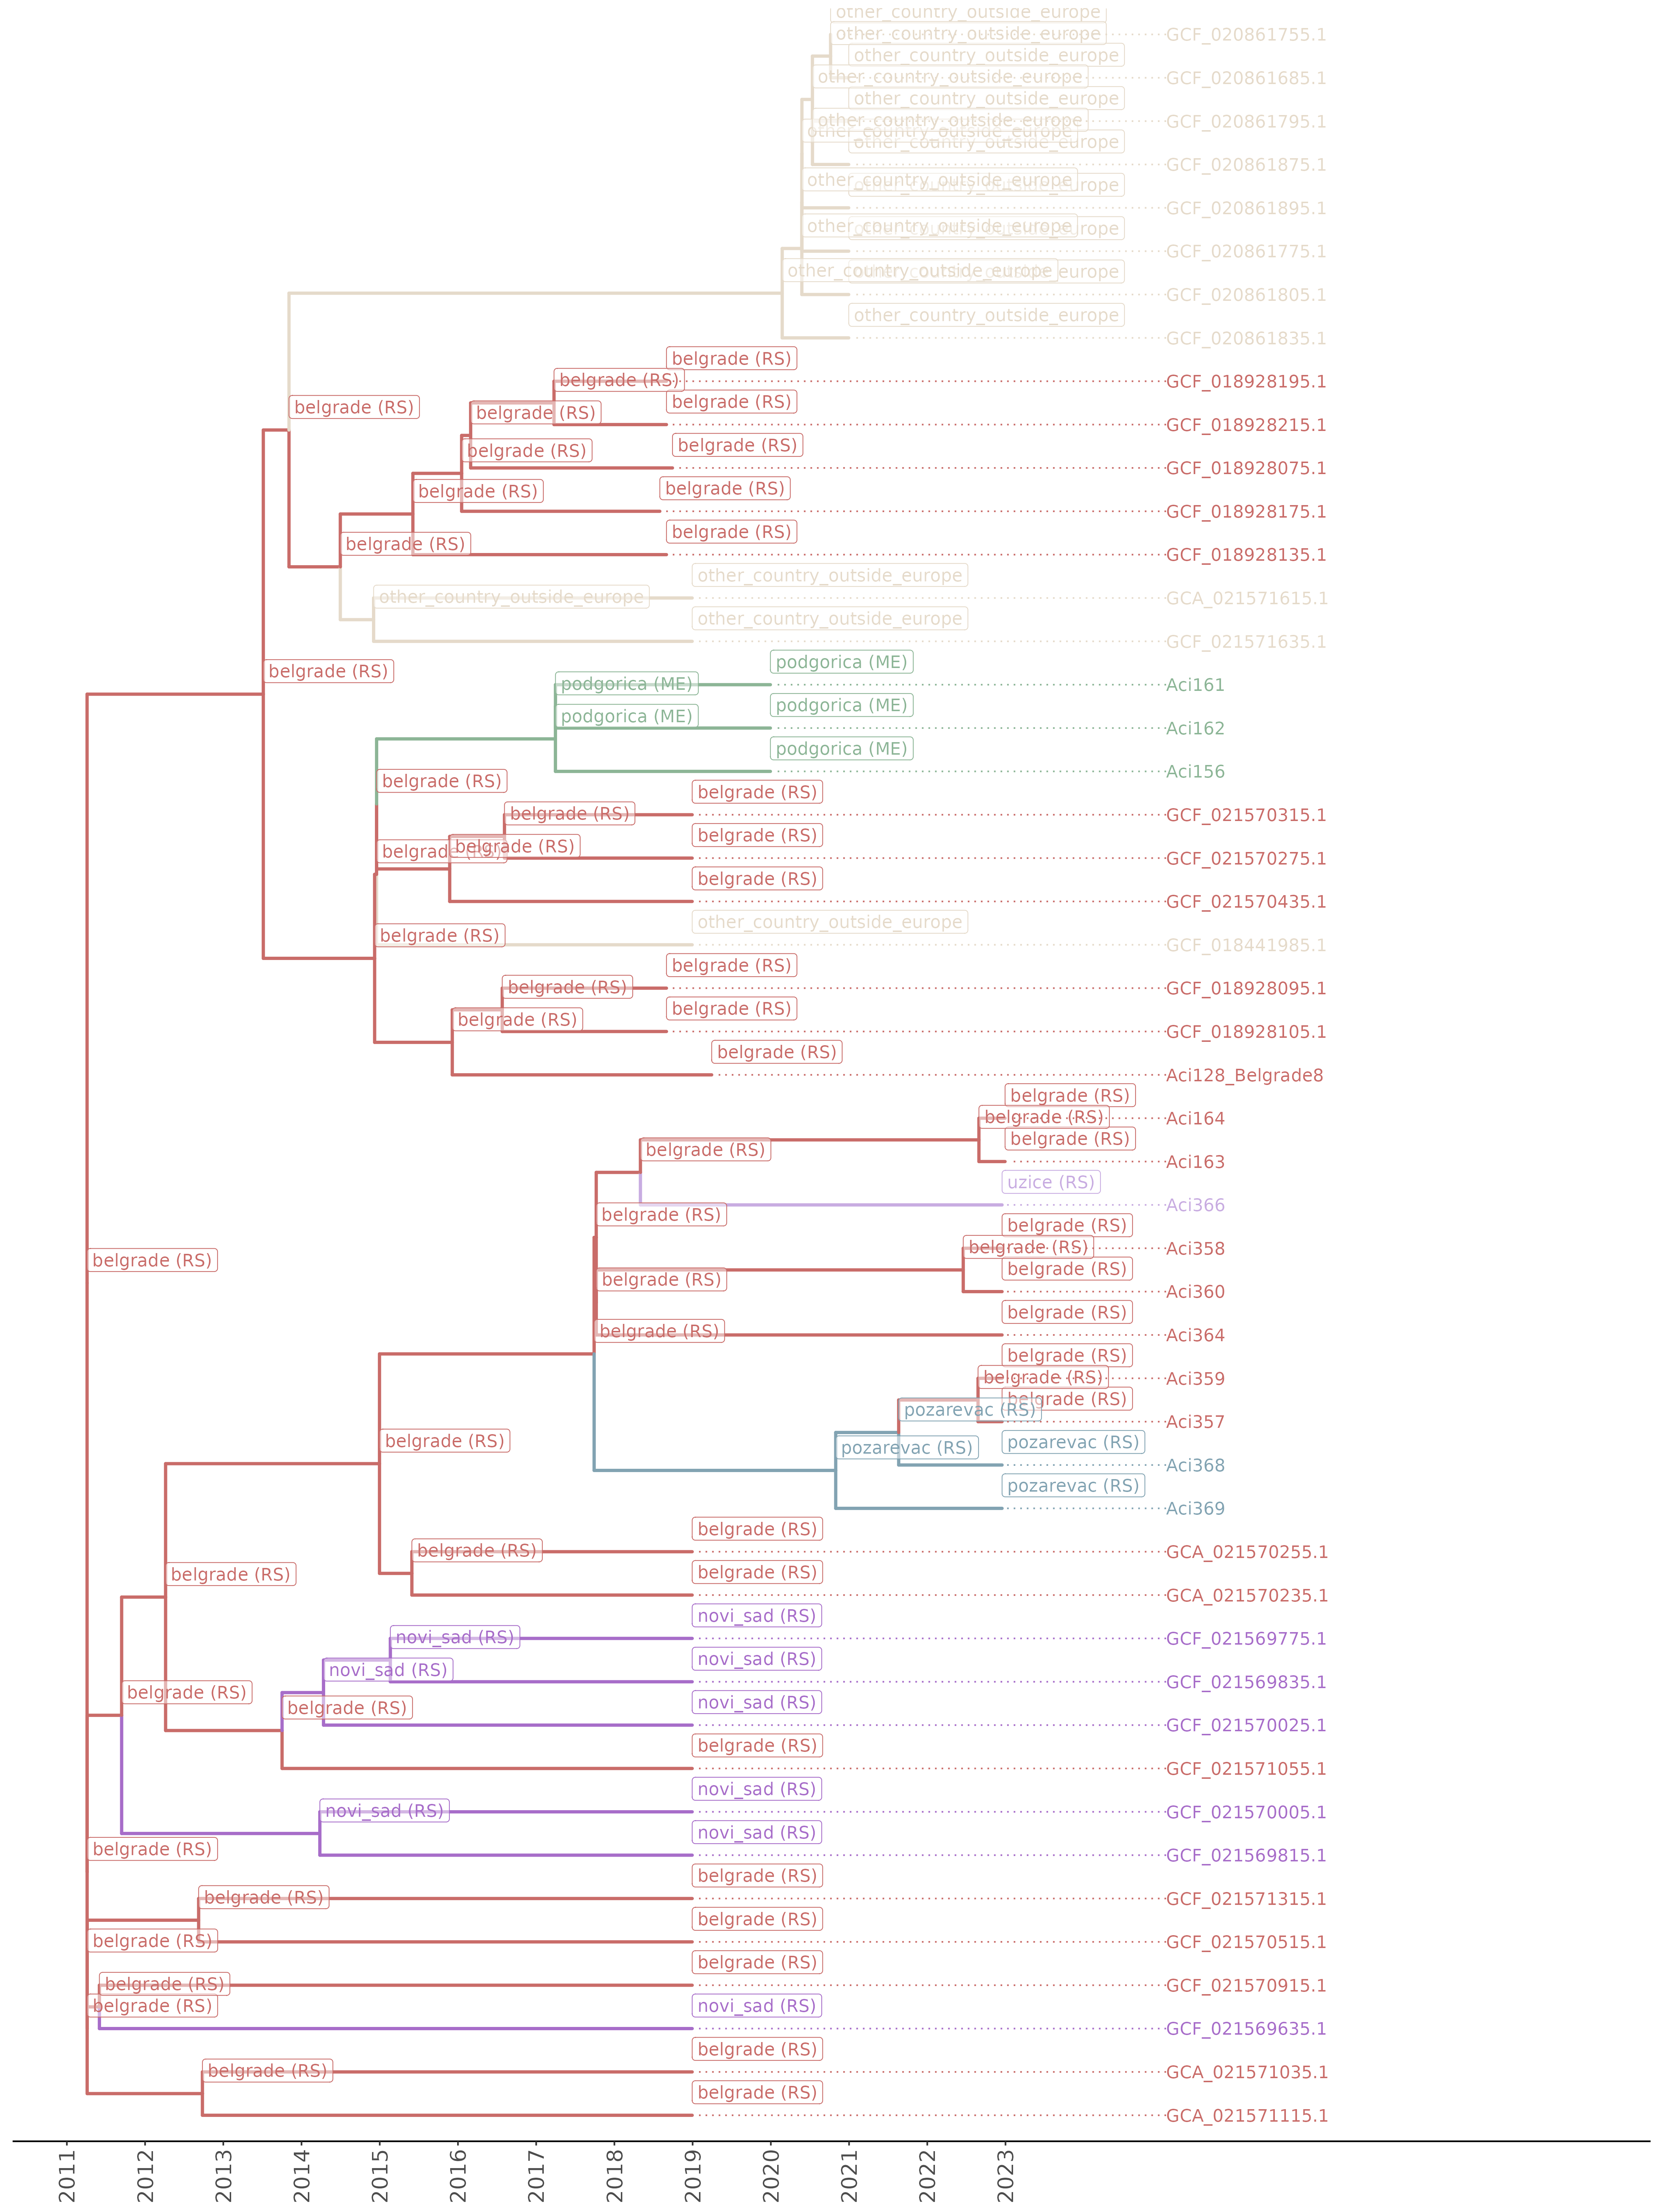 other_country_outside_europe
other_country_outside_europe GCF_020861755.1
other_country_outside_europe
other_country_outside_europe GCF_020861685.1
other_country_outside_europe
other_country_outside_europe GCF_020861795.1
other_country_outside_europe
other_country_outside_europe
GCF_020861875.1
other_country_outside_europe
other_country_outside_europe
GCF_020861895.1
other_country_outside_europe
other_country_outside_europe
GCF_020861775.1
other_country_outside_europe
other_country_outside_europe
GCF_020861805.1
other_country_outside_europe
GCF_020861835.1
belgrade (RS)
belgrade (RS) GCF_018928195.1
belgrade (RS)
belgrade (RS)
belgrade (RS)
GCF_018928215.1
belgrade (RS)
belgrade (RS)
GCF_018928075.1
belgrade (RS)
belgrade (RS)
GCF_018928175.1
belgrade (RS)
belgrade (RS)
GCF_018928135.1
other_country_outside_europe
other_country_outside_europe GCA_021571615.1
other_country_outside_europe
GCF_021571635.1
podgorica (ME)
belgrade (RS)
podgorica (ME) Aci161
podgorica (ME)
podgorica (ME)
Aci162
podgorica (ME)
Aci156
belgrade (RS)
belgrade (RS)
belgrade (RS) GCF_021570315.1
belgrade (RS)
belgrade (RS) belgrade (RS)
GCF_021570275.1
belgrade (RS)
GCF_021570435.1
other_country_outside_europe
belgrade (RS)
GCF_018441985.1
belgrade (RS)
belgrade (RS) GCF_018928095.1
belgrade (RS)
belgrade (RS)
GCF_018928105.1
belgrade (RS)
Aci128_Belgrade8
belgrade (RS)
belgrade (RS) Aci164
belgrade (RS)
belgrade (RS)
Aci163
uzice (RS)
Aci366
belgrade (RS)
belgrade (RS)
belgrade (RS) Aci358
belgrade (RS)
belgrade (RS)
belgrade (RS)
Aci360
belgrade (RS)
belgrade (RS) Aci364
belgrade (RS)
belgrade (RS) Aci359
belgrade (RS)
pozarevac (RS)
Aci357
belgrade (RS)
pozarevac (RS)
pozarevac (RS)
Aci368
pozarevac (RS)
Aci369
belgrade (RS)
belgrade (RS) GCA_021570255.1
belgrade (RS)
belgrade (RS)
GCA_021570235.1
novi_sad (RS)
novi_sad (RS) GCF_021569775.1
novi_sad (RS)
novi_sad (RS)
GCF_021569835.1
belgrade (RS)
novi_sad (RS)
belgrade (RS)
GCF_021570025.1
belgrade (RS)
GCF_021571055.1
novi_sad (RS)
novi_sad (RS) GCF_021570005.1
novi_sad (RS)
belgrade (RS)
GCF_021569815.1
belgrade (RS)
belgrade (RS) GCF_021571315.1
belgrade (RS)
belgrade (RS) GCF_021570515.1
belgrade (RS)
belgrade (RS) GCF_021570915.1
belgrade (RS) novi_sad (RS)
GCF_021569635.1
belgrade (RS)
belgrade (RS) GCA_021571035.1
belgrade (RS)
GCA_021571115.1
2011 2012 2013 2014 2015 2016 2017 2018 2019 2020 2021 2022 2023